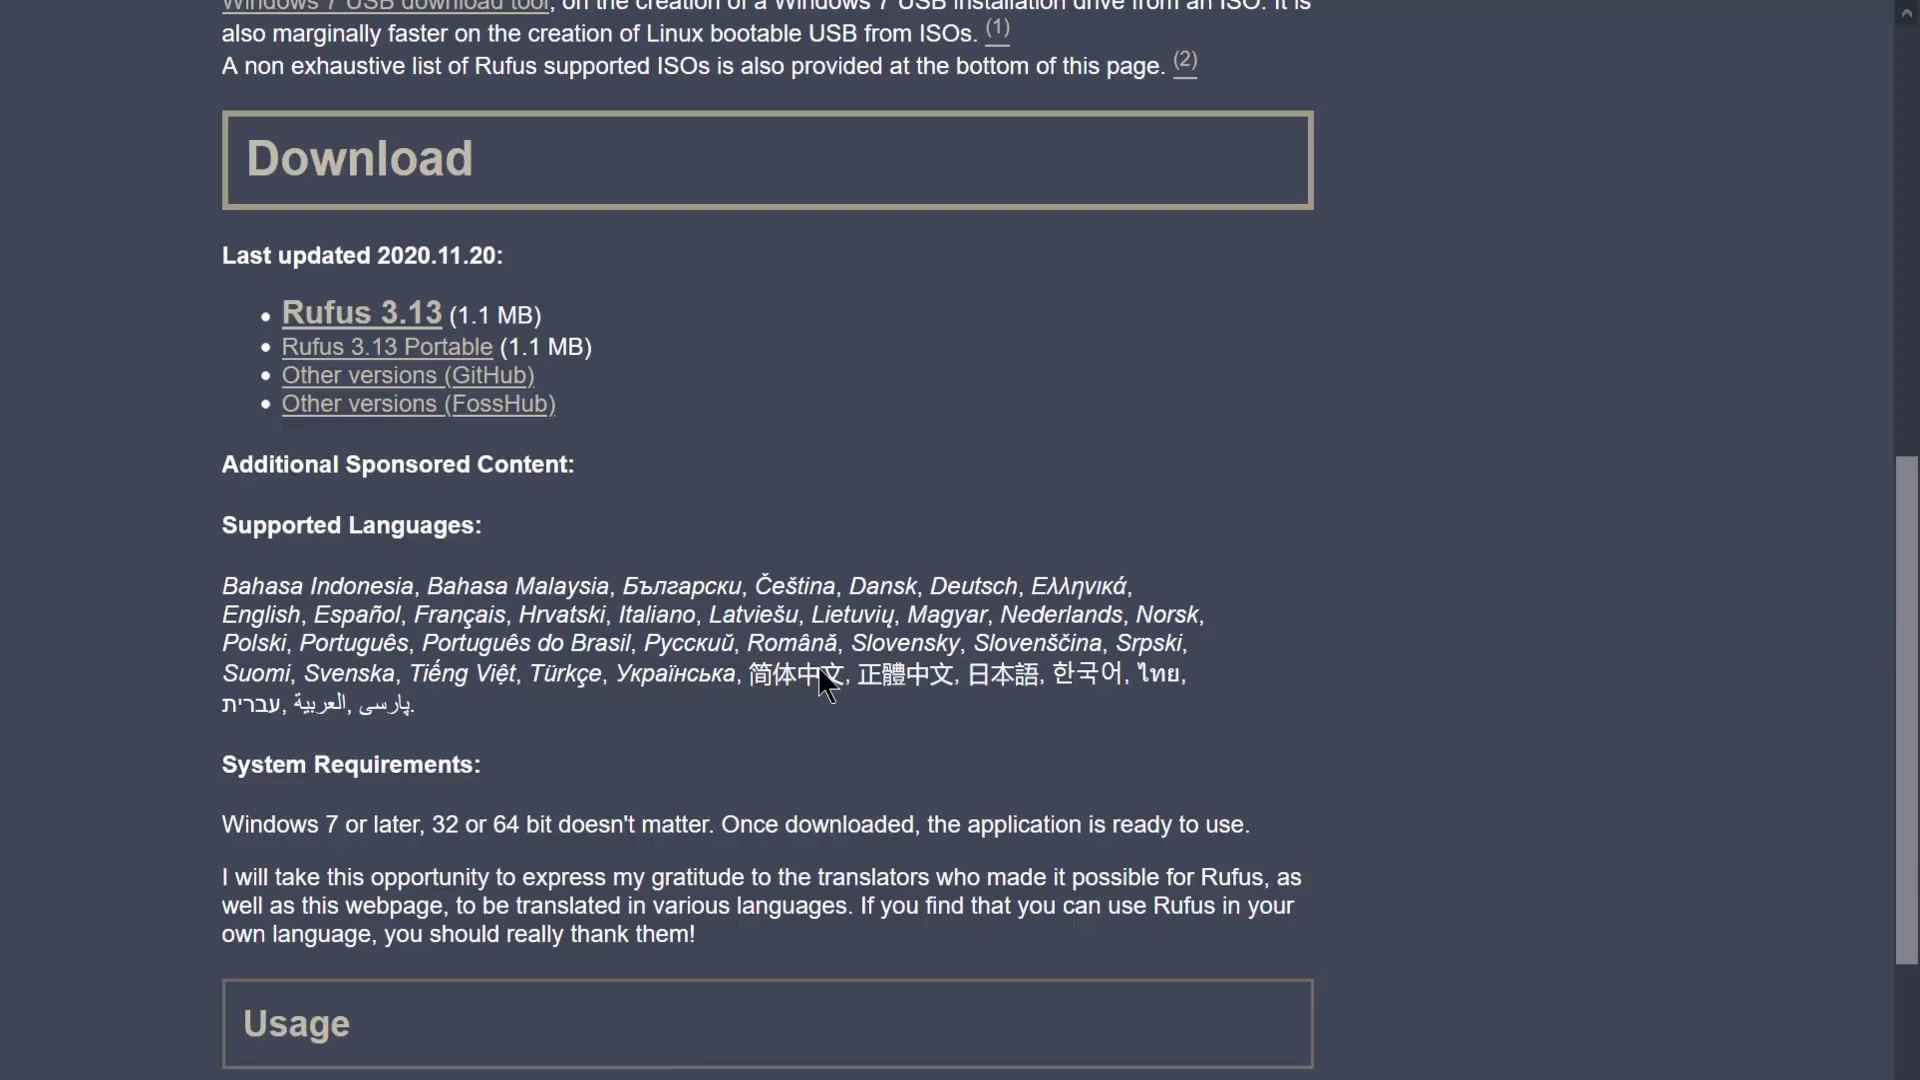 Windows 7 USB download tool, on the creation of a Windows 7 USB installation drive from an ISO. It is
also marginally faster on the creation of Linux bootable USB from ISOs. (1)
A non exhaustive list of Rufus supported ISOs is also provided at the bottom of this page. (2)
Download
Last updated 2020.11.20:
• Rufus 3.13 (1.1 MB)
• Rufus 3.13 Portable (1.1 MB)
• Other versions (GitHub)
• Other versions (FossHub)
Additional Sponsored Content:
Supported Languages:
Bahasa Indonesia, Bahasa Malaysia, Български, Čeština, Dansk, Deutsch, Ελληνικά,
English, Español, Français, Hrvatski, Italiano, Latviešu, Lietuvių, Magyar, Nederlands, Norsk,
Polski, Português, Português do Brasil, Русский, Română, Slovensky, Slovenščina, Srpski,
Suomi, Svenska, Tiếng Việt, Türkçe, Українська, 简体中文, 正體中文, 日本語, 한국어, ไทย,
עברית, العربية, پارسی.
System Requirements:
Windows 7 or later, 32 or 64 bit doesn't matter. Once downloaded, the application is ready to use.
I will take this opportunity to express my gratitude to the translators who made it possible for Rufus, as
well as this webpage, to be translated in various languages. If you find that you can use Rufus in your
own language, you should really thank them!
Usage